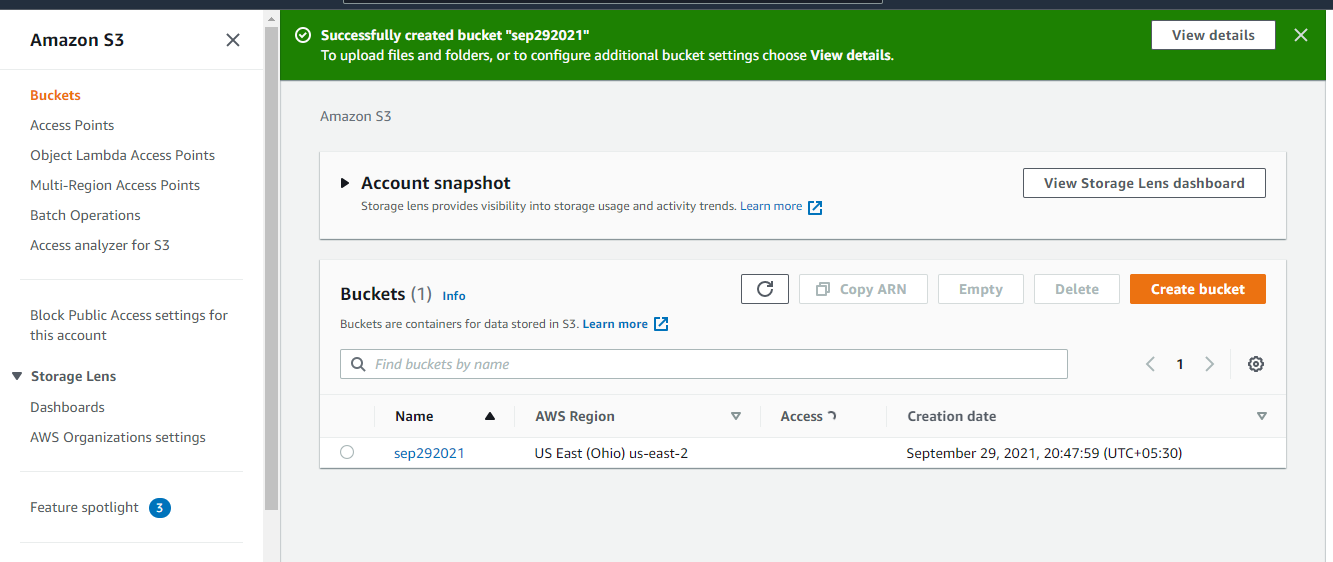 Amazon S3
Buckets
Access Points
Object Lambda Access Points
Multi-Region Access Points
Batch Operations
Access analyzer for S3
Block Public Access settings for
this account
Storage Lens
Dashboards
AWS Organizations settings
Feature spotlight 3
Successfully created bucket "sep292021"
To upload files and folders, or to configure additional bucket settings choose View details.
View details
Amazon S3
Account snapshot
Storage lens provides visibility into storage usage and activity trends. Learn more
View Storage Lens dashboard
Buckets (1) Info
Copy ARN Empty Delete Create bucket
Buckets are containers for data stored in S3. Learn more
Find buckets by name
1
Name AWS Region Access Creation date
sep292021 US East (Ohio) us-east-2 September 29, 2021, 20:47:59 (UTC+05:30)